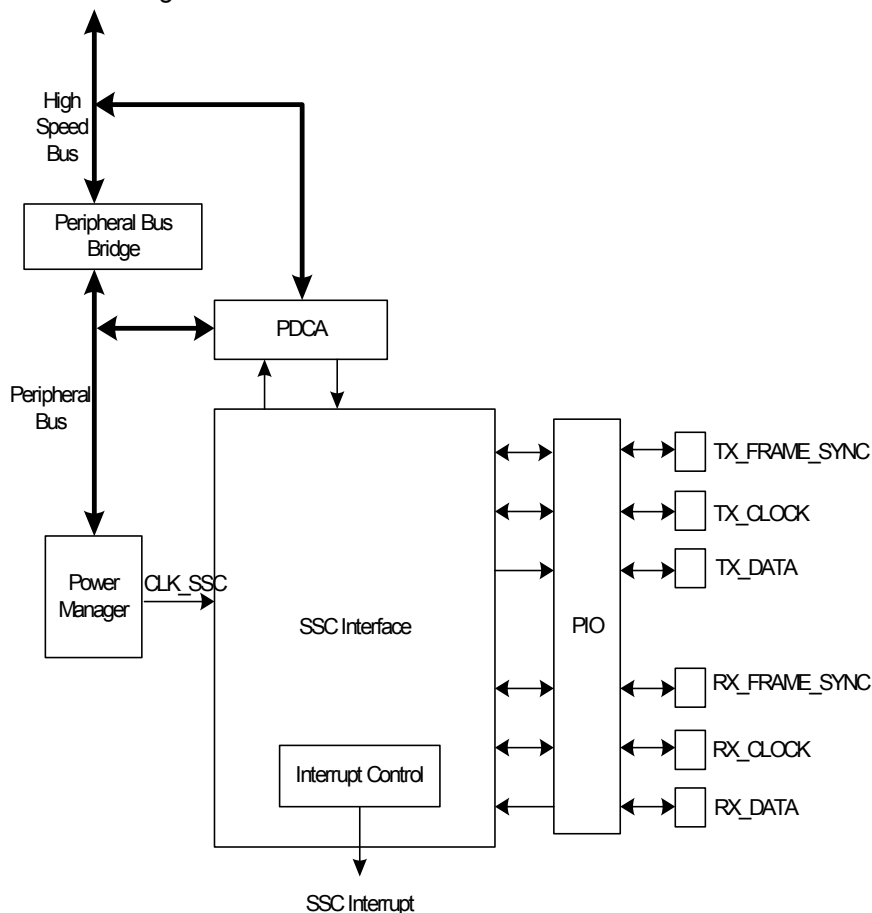 High
Speed
Bus
Peripheral Bus
Bridge
PDCA
Peripheral
Bus
TX_FRAME_SYNC
TX_CLOCK
Power
Manager
CLK_SSC
TX_DATA
SSC Interface
PIO
RX_FRAME_SYNC
Interrupt Control
RX_CLOCK
RX_DATA
SSC Interrupt